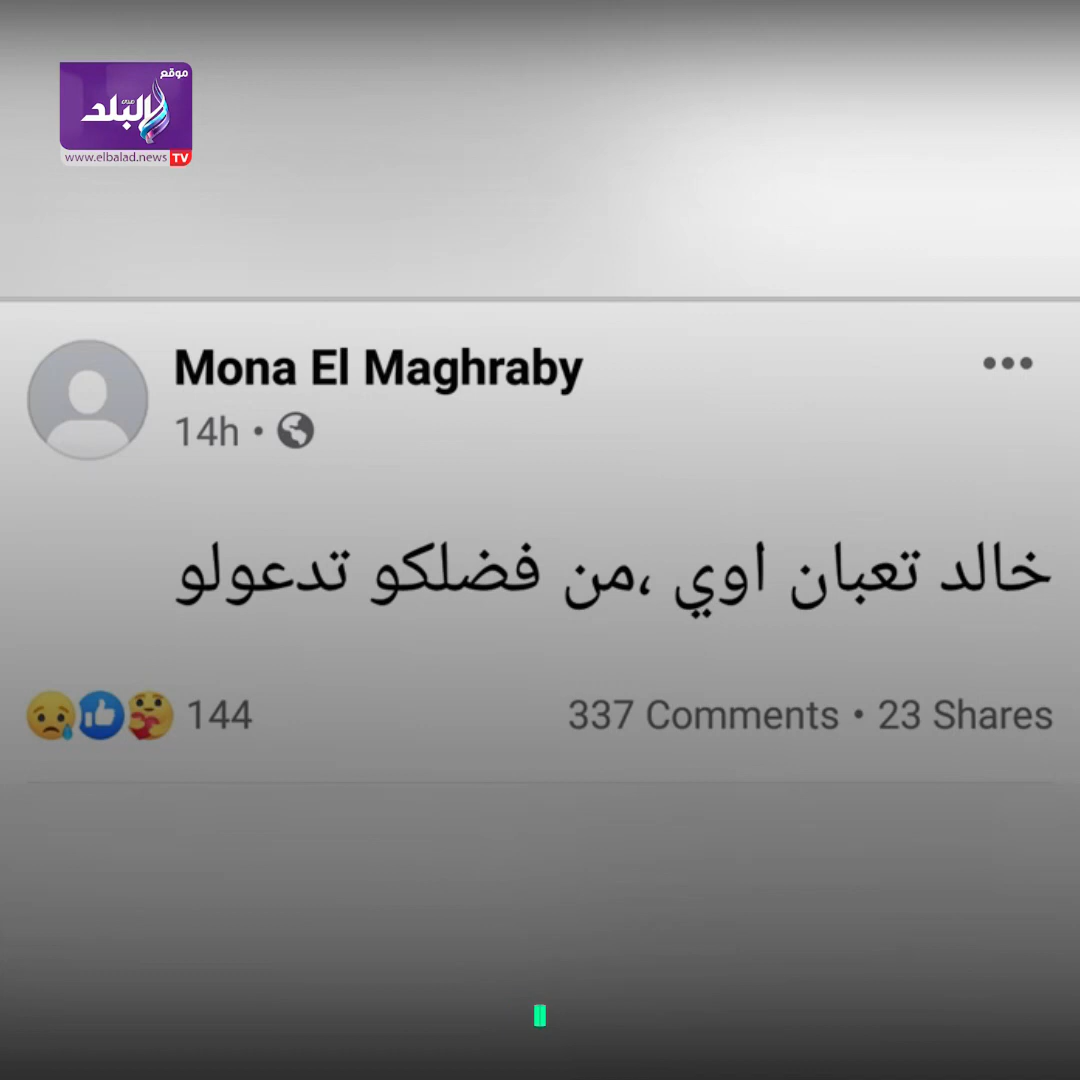 موقع
صدى
البلد
www.elbalad.news TV
Mona El Maghraby
14h •
خالد تعبان اوي ،من فضلكو تدعولو
144
337 Comments • 23 Shares